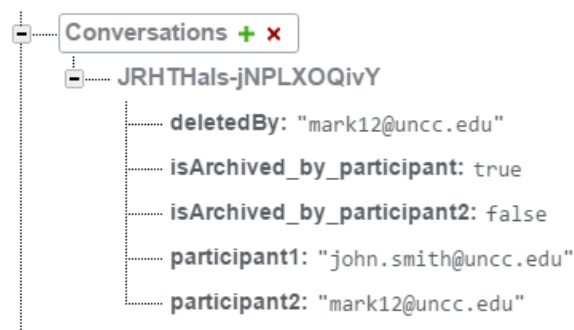 Conversations + ×
JRHTHals-jNPLXOQivY
deletedBy: "mark12@uncc.edu"
isArchived_by_participant: true
isArchived_by_participant2: false
participant1: "john.smith@uncc.edu"
participant2: "mark12@uncc.edu"